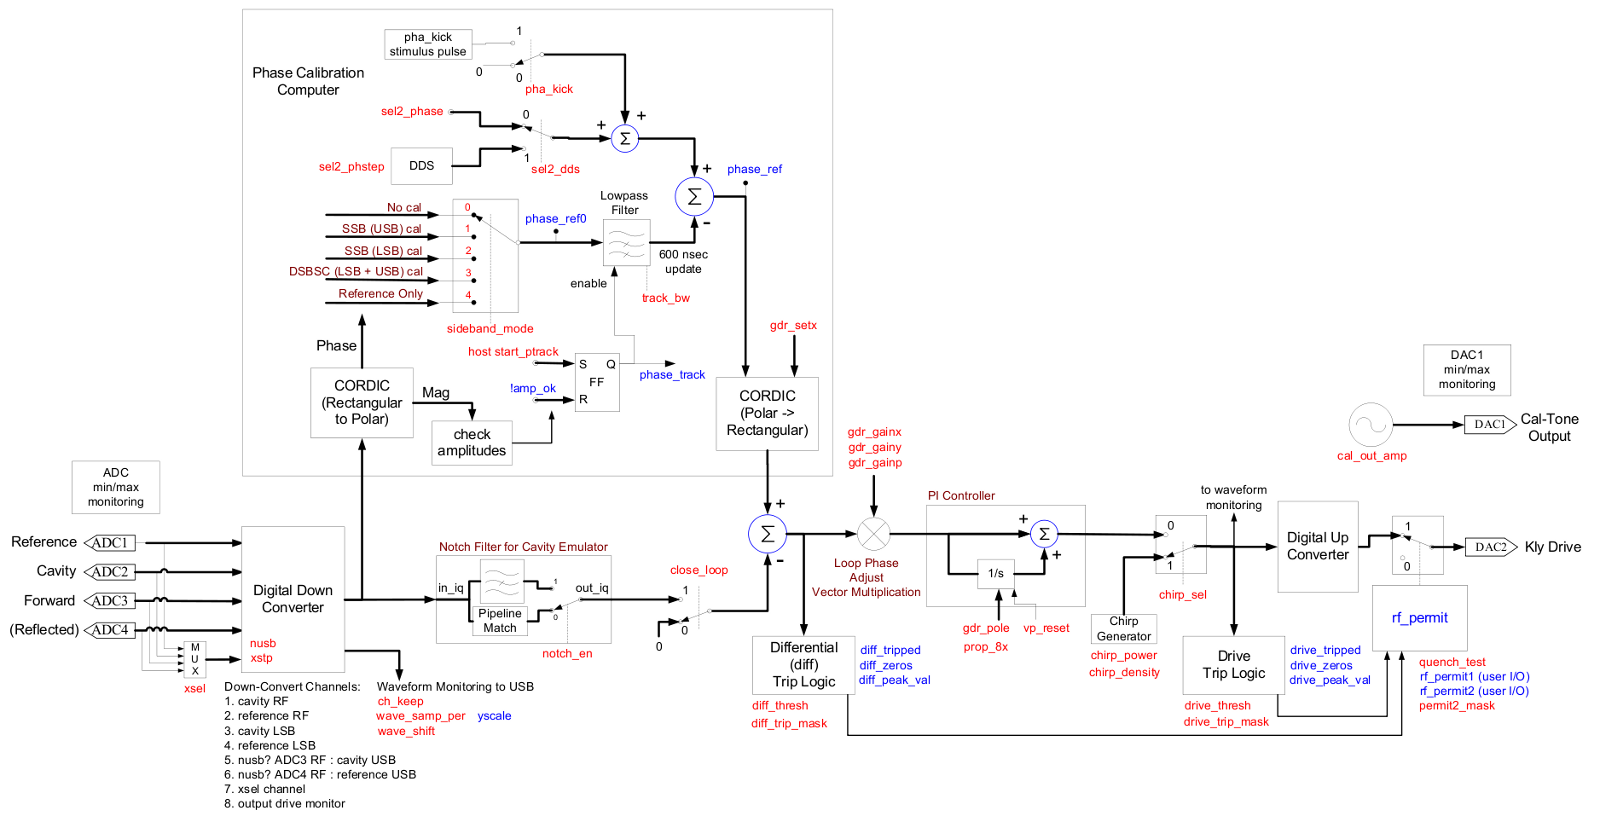 pha_kick
stimulus pulse
1
0
0
pha_kick
Phase Calibration
Computer
sel2_phase
0
+
+
Σ
sel2_phstep
DDS
1
sel2_dds
+
phase_ref
Σ
-
No cal
0
SSB (USB) cal
1
SSB (LSB) cal
2
DSBSC (LSB + USB) cal
3
Reference Only
4
sideband_mode
phase_ref0
Lowpass
Filter
600 nsec
update
enable
track_bw
gdr_setx
Phase
host start_ptrack
S
Q
FF
R
!amp_ok
phase_track
CORDIC
(Rectangular
to Polar)
Mag
check
amplitudes
CORDIC
(Polar ->
Rectangular)
DAC1
min/max
monitoring
DAC1
Cal-Tone
Output
cal_out_amp
ADC
min/max
monitoring
Reference
ADC1
Cavity
ADC2
Forward
ADC3
(Reflected)
ADC4
M
U
X
xsel
Digital Down
Converter
nusb
xstp
Notch Filter for Cavity Emulator
in_iq
Pipeline
Match
1
0
out_iq
notch_en
close_loop
1
0
0
+
Σ
-
gdr_gainx
gdr_gainy
gdr_gainp
Loop Phase
Adjust
Vector Multiplication
PI Controller
+
Σ
+
1/s
gdr_pole
prop_8x
vp_reset
0
1
chirp_sel
Chirp
Generator
chirp_power
chirp_density
to waveform
monitoring
Digital Up
Converter
1
0
DAC2
Kly Drive
rf_permit
quench_test
rf_permit1 (user I/O)
rf_permit2 (user I/O)
permit2_mask
Differential
(diff)
Trip Logic
diff_tripped
diff_zeros
diff_peak_val
diff_thresh
diff_trip_mask
Drive
Trip Logic
drive_tripped
drive_zeros
drive_peak_val
drive_thresh
drive_trip_mask
Down-Convert Channels:
1. cavity RF
2. reference RF
3. cavity LSB
4. reference LSB
5. nusb? ADC3 RF : cavity USB
6. nusb? ADC4 RF : reference USB
7. xsel channel
8. output drive monitor
Waveform Monitoring to USB
ch_keep
wave_samp_per
yscale
wave_shift